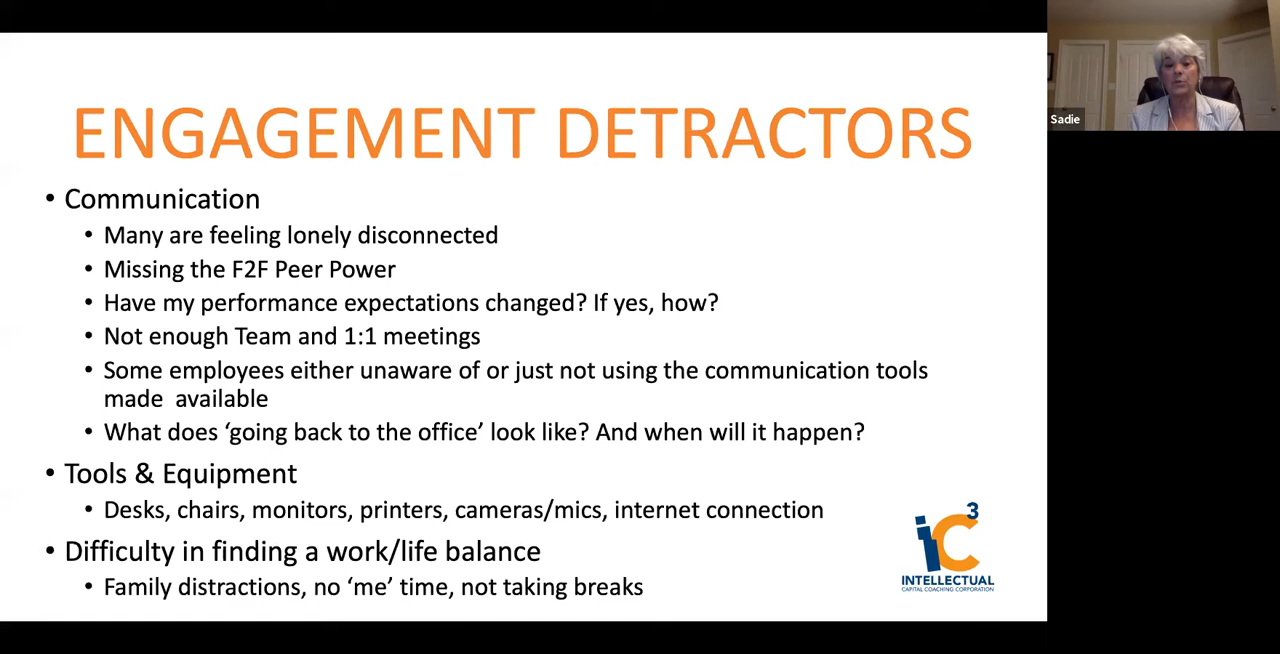 ENGAGEMENT DETRACTORS
• Communication
• Many are feeling lonely disconnected
• Missing the F2F Peer Power
• Have my performance expectations changed? If yes, how?
• Not enough Team and 1:1 meetings
• Some employees either unaware of or just not using the communication tools
made available
• What does ‘going back to the office’ look like? And when will it happen?
• Tools & Equipment
• Desks, chairs, monitors, printers, cameras/mics, internet connection
• Difficulty in finding a work/life balance
• Family distractions, no ‘me’ time, not taking breaks
iC3
INTELLECTUAL
CAPITAL COACHING CORPORATION
Sadie